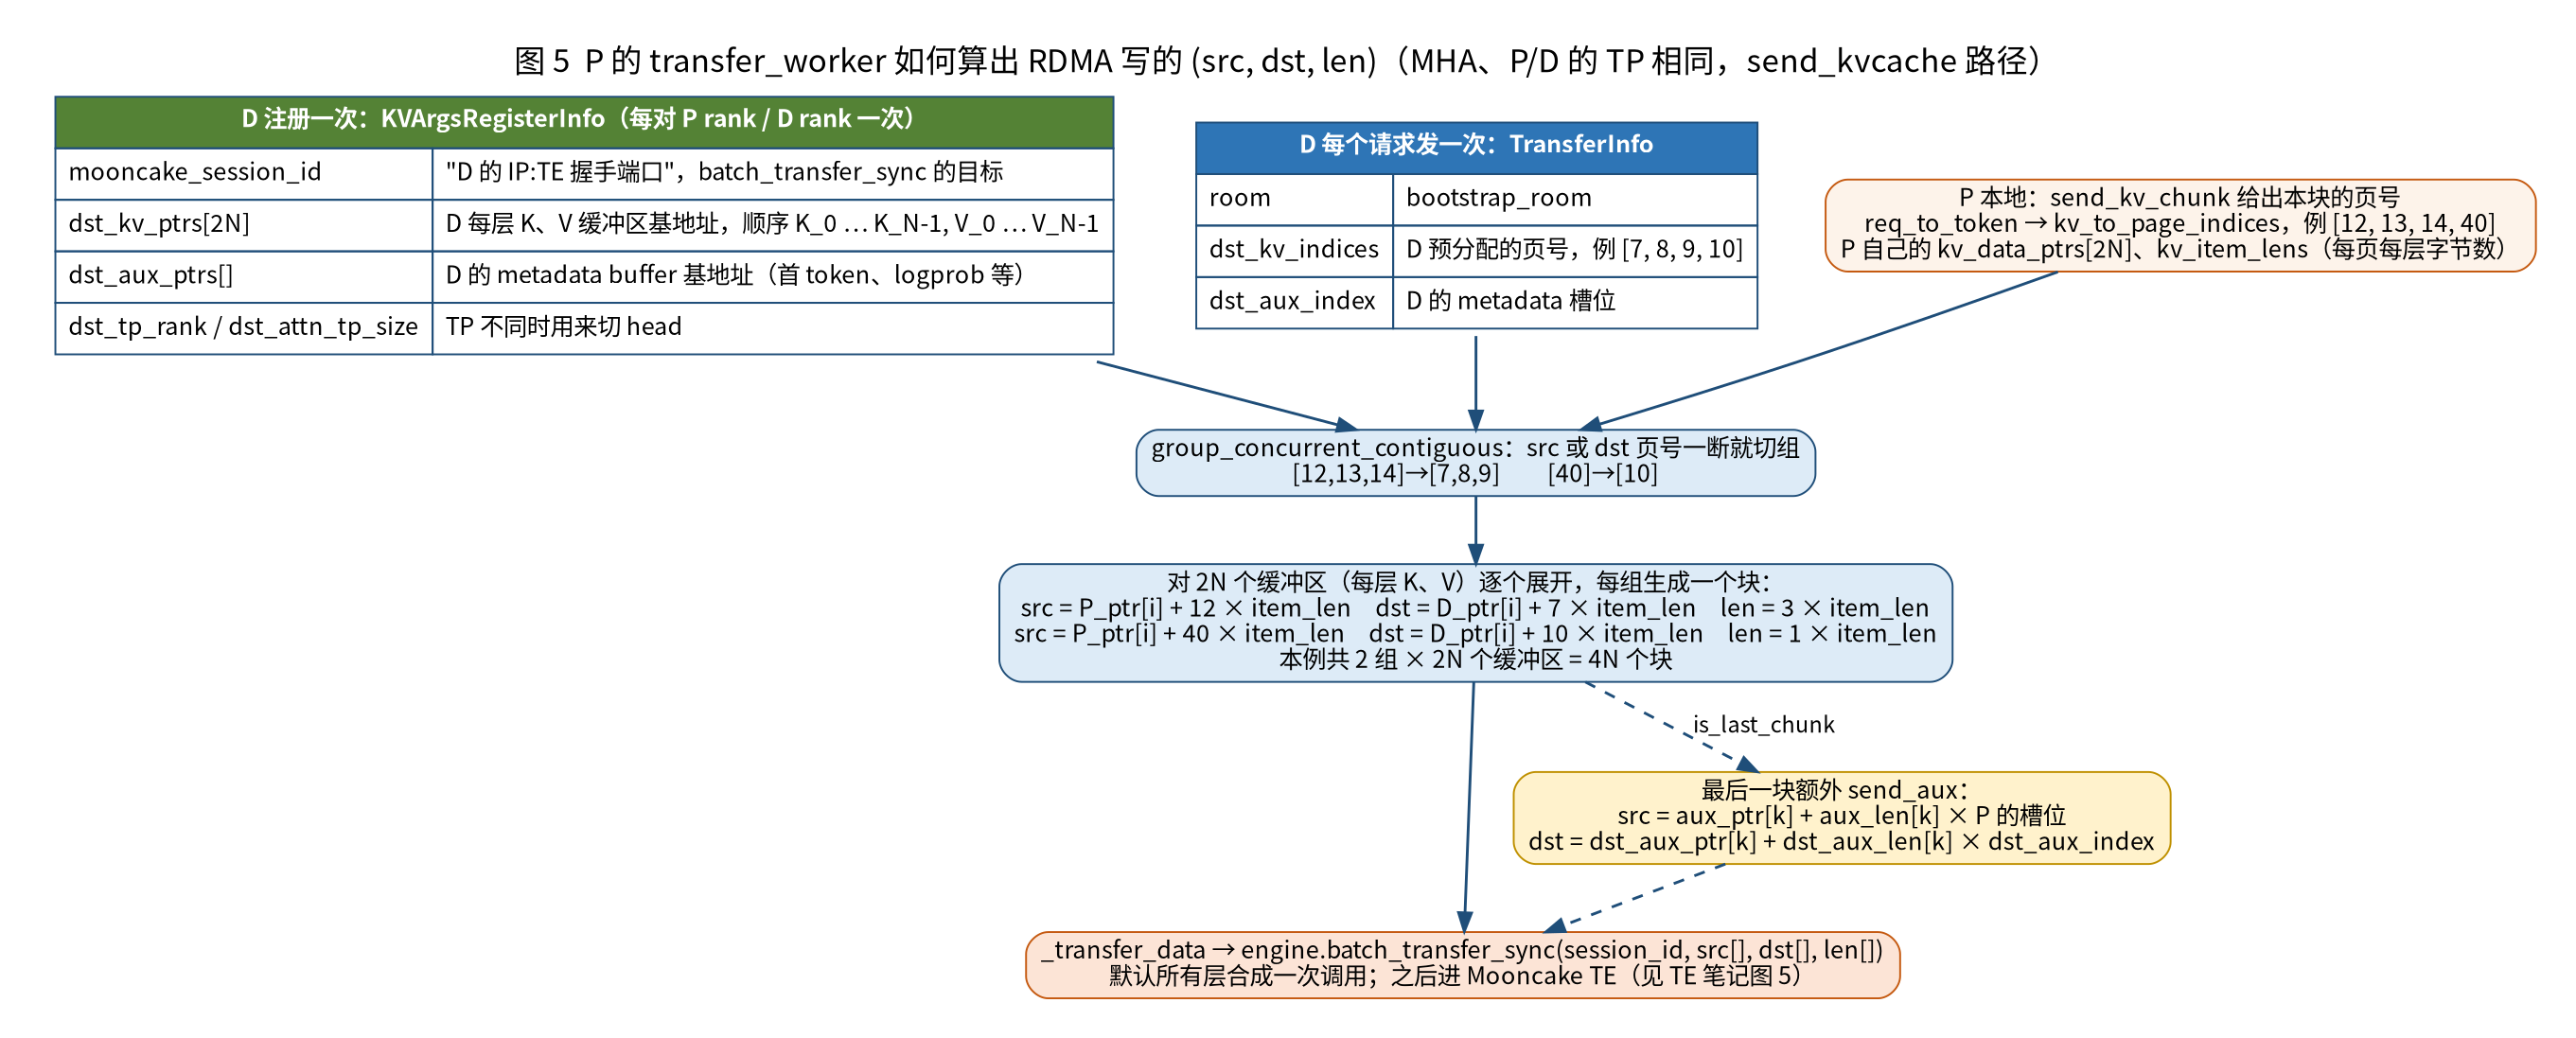 图 5 P 的 transfer_worker 如何算出 RDMA 写的 (src, dst, len)（MHA、P/D 的 TP 相同，send_kvcache 路径）
D 注册一次：KVArgsRegisterInfo（每对 P rank / D rank 一次）
mooncake_session_id "D 的 IP:TE 握手端口"，batch_transfer_sync 的目标
dst_kv_ptrs[2N] D 每层 K、V 缓冲区基地址，顺序 K_0 … K_N-1, V_0 … V_N-1
dst_aux_ptrs[] D 的 metadata buffer 基地址（首 token、logprob 等）
dst_tp_rank / dst_attn_tp_size TP 不同时用来切 head
D 每个请求发一次：TransferInfo
room bootstrap_room
dst_kv_indices D 预分配的页号，例 [7, 8, 9, 10]
dst_aux_index D 的 metadata 槽位
P 本地：send_kv_chunk 给出本块的页号
req_to_token → kv_to_page_indices，例 [12, 13, 14, 40]
P 自己的 kv_data_ptrs[2N]、kv_item_lens（每页每层字节数）
group_concurrent_contiguous：src 或 dst 页号一断就切组
[12,13,14]→[7,8,9] [40]→[10]
对 2N 个缓冲区（每层 K、V）逐个展开，每组生成一个块：
src = P_ptr[i] + 12 × item_len dst = D_ptr[i] + 7 × item_len len = 3 × item_len
src = P_ptr[i] + 40 × item_len dst = D_ptr[i] + 10 × item_len len = 1 × item_len
本例共 2 组 × 2N 个缓冲区 = 4N 个块
is_last_chunk
最后一块额外 send_aux：
src = aux_ptr[k] + aux_len[k] × P 的槽位
dst = dst_aux_ptr[k] + dst_aux_len[k] × dst_aux_index
_transfer_data → engine.batch_transfer_sync(session_id, src[], dst[], len[])
默认所有层合成一次调用；之后进 Mooncake TE（见 TE 笔记图 5）